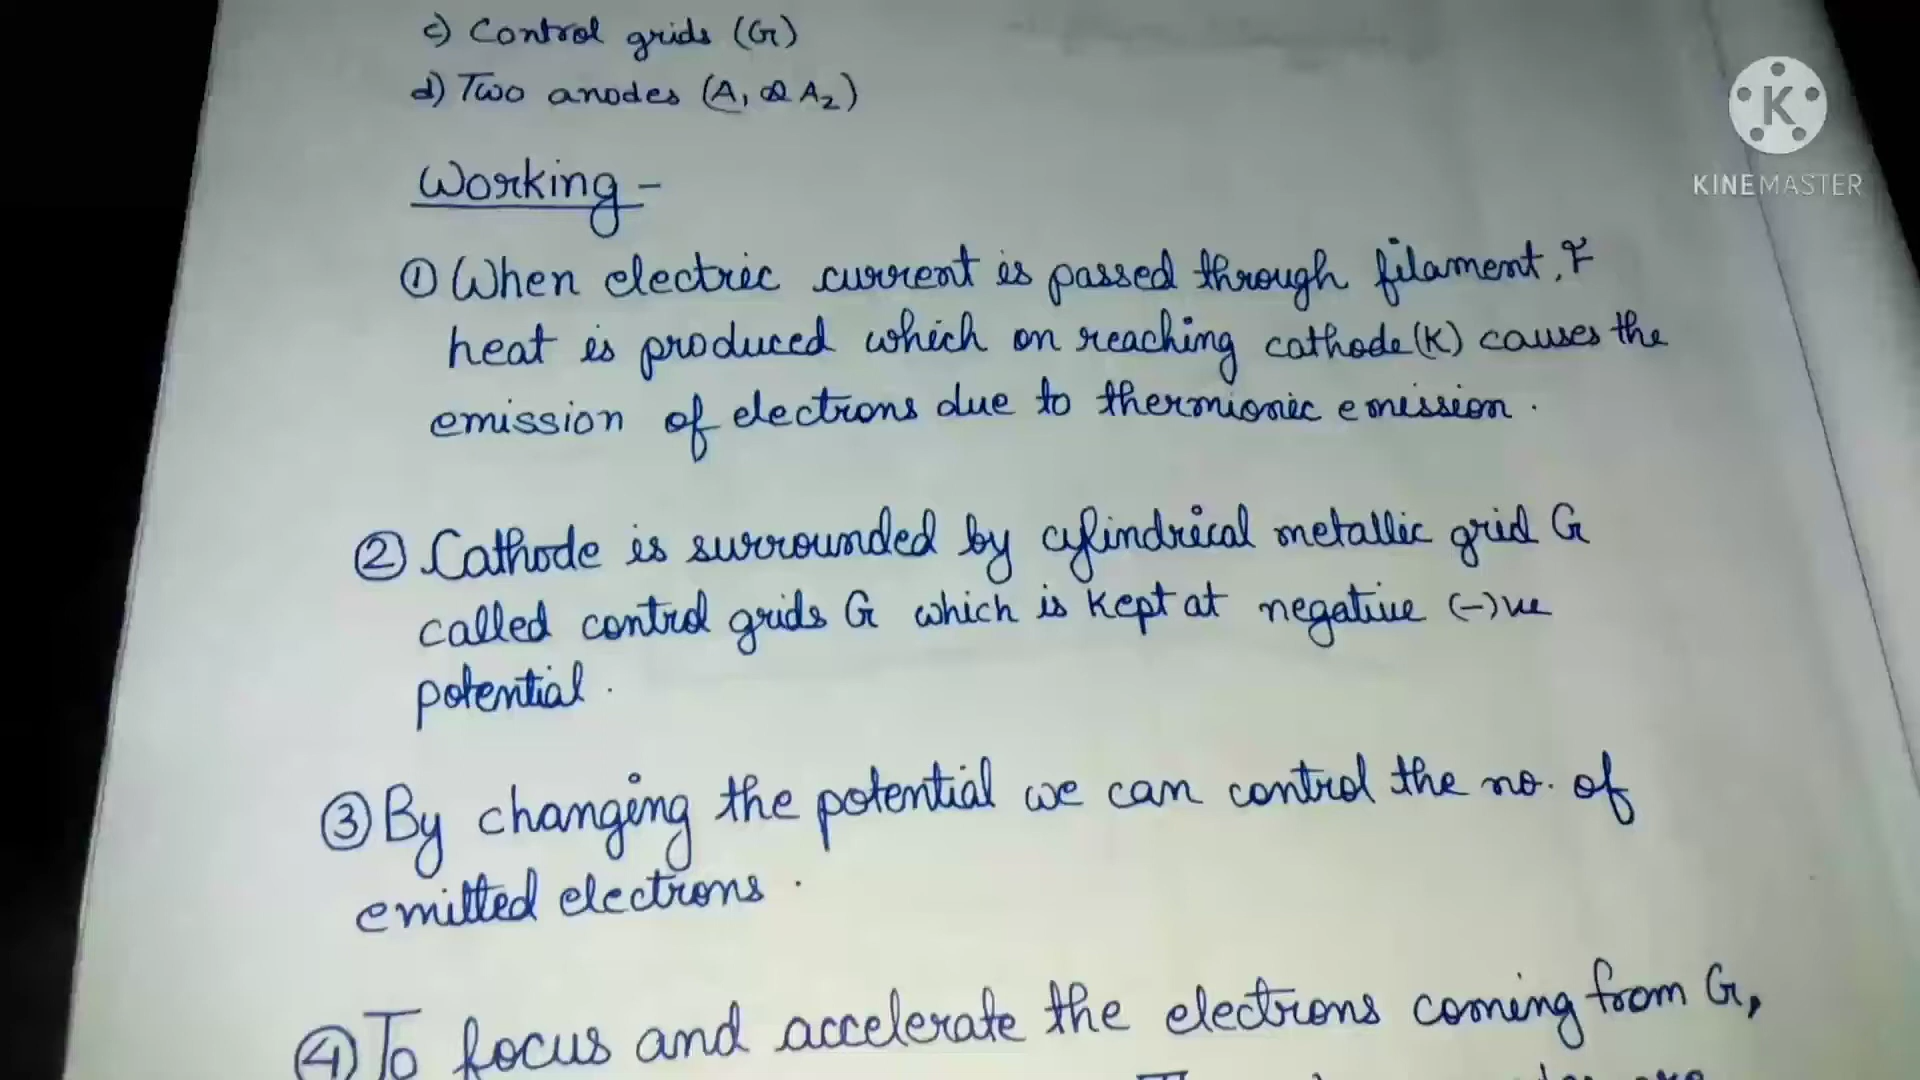 c) Control grids (G)
d) Two anodes (A1 & A2)
K
KINEMASTER
Working -
① When electric current is passed through filament, F
heat is produced which on reaching cathode (K) causes the
emission of electrons due to thermionic emission.
② Cathode is surrounded by cylindrical metallic grid G
called control grids G which is kept at negative (-)ve
potential.
③ By changing the potential we can control the no. of
emitted electrons.
④ To focus and accelerate the electrons coming from G,